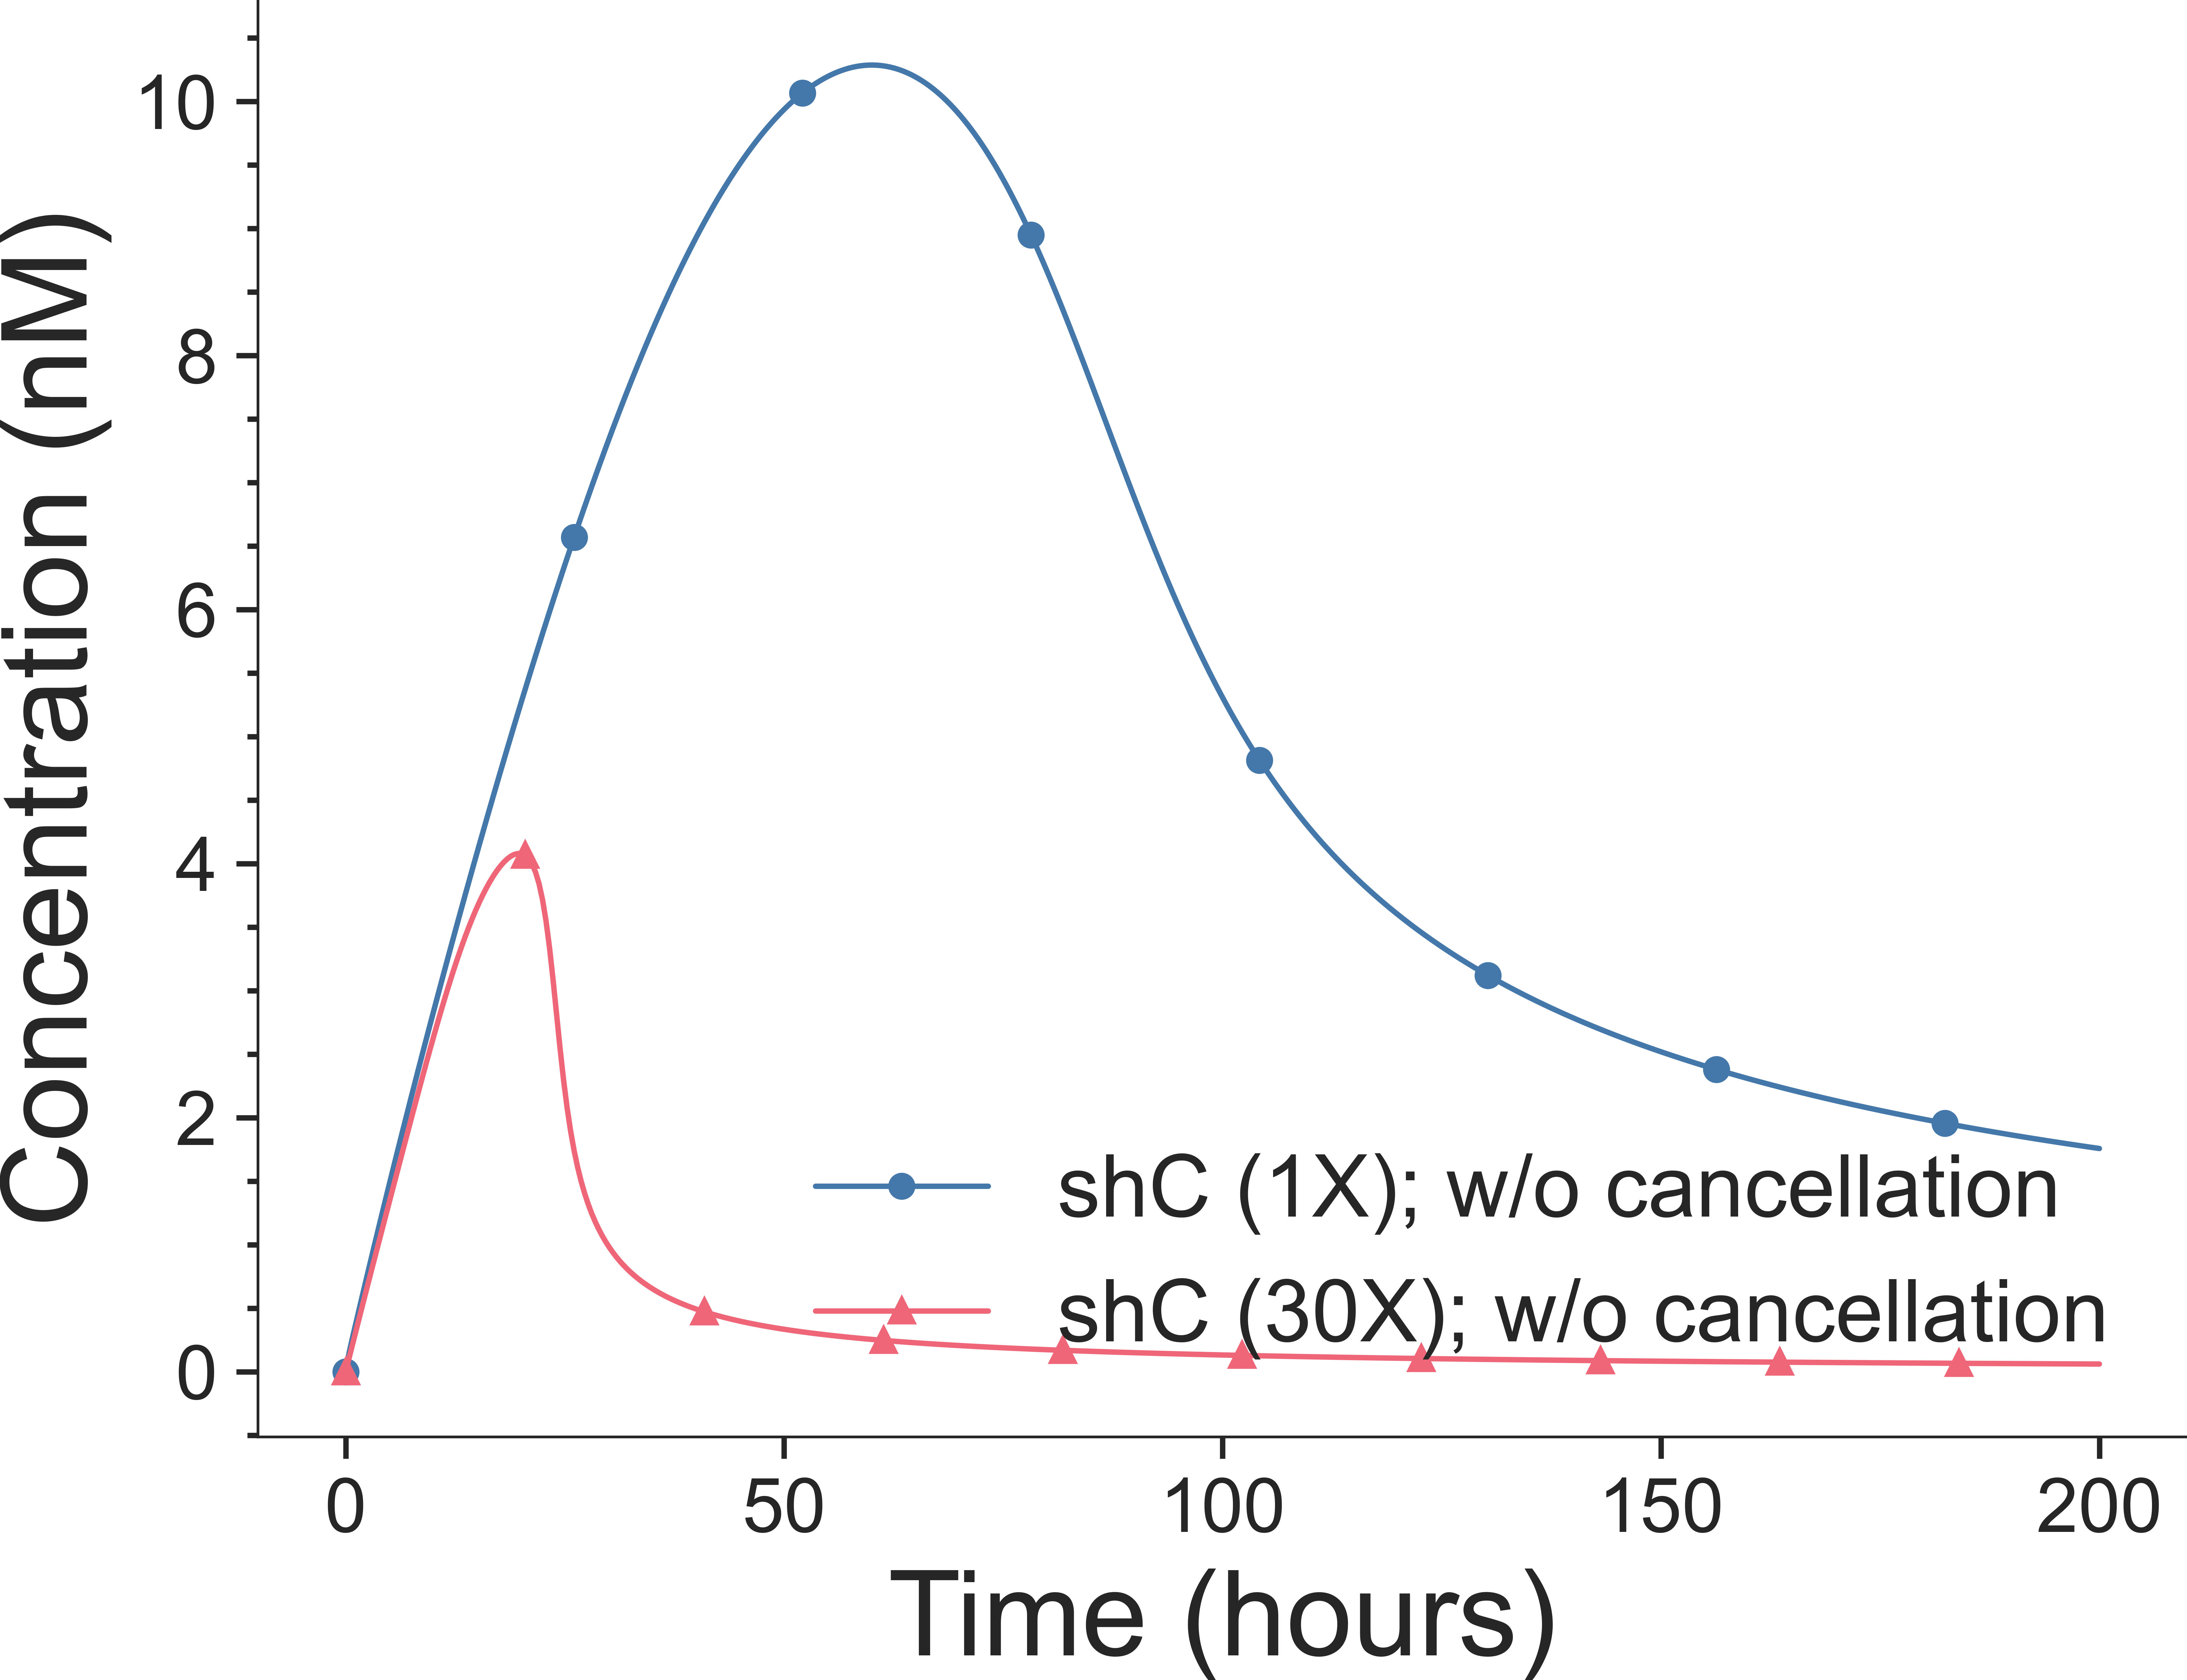 Concentration (nM)
10
8
6
4
2
0
shC (1X); w/o cancellation
shC (30X); w/o cancellation
0 50 100 150 200
Time (hours)